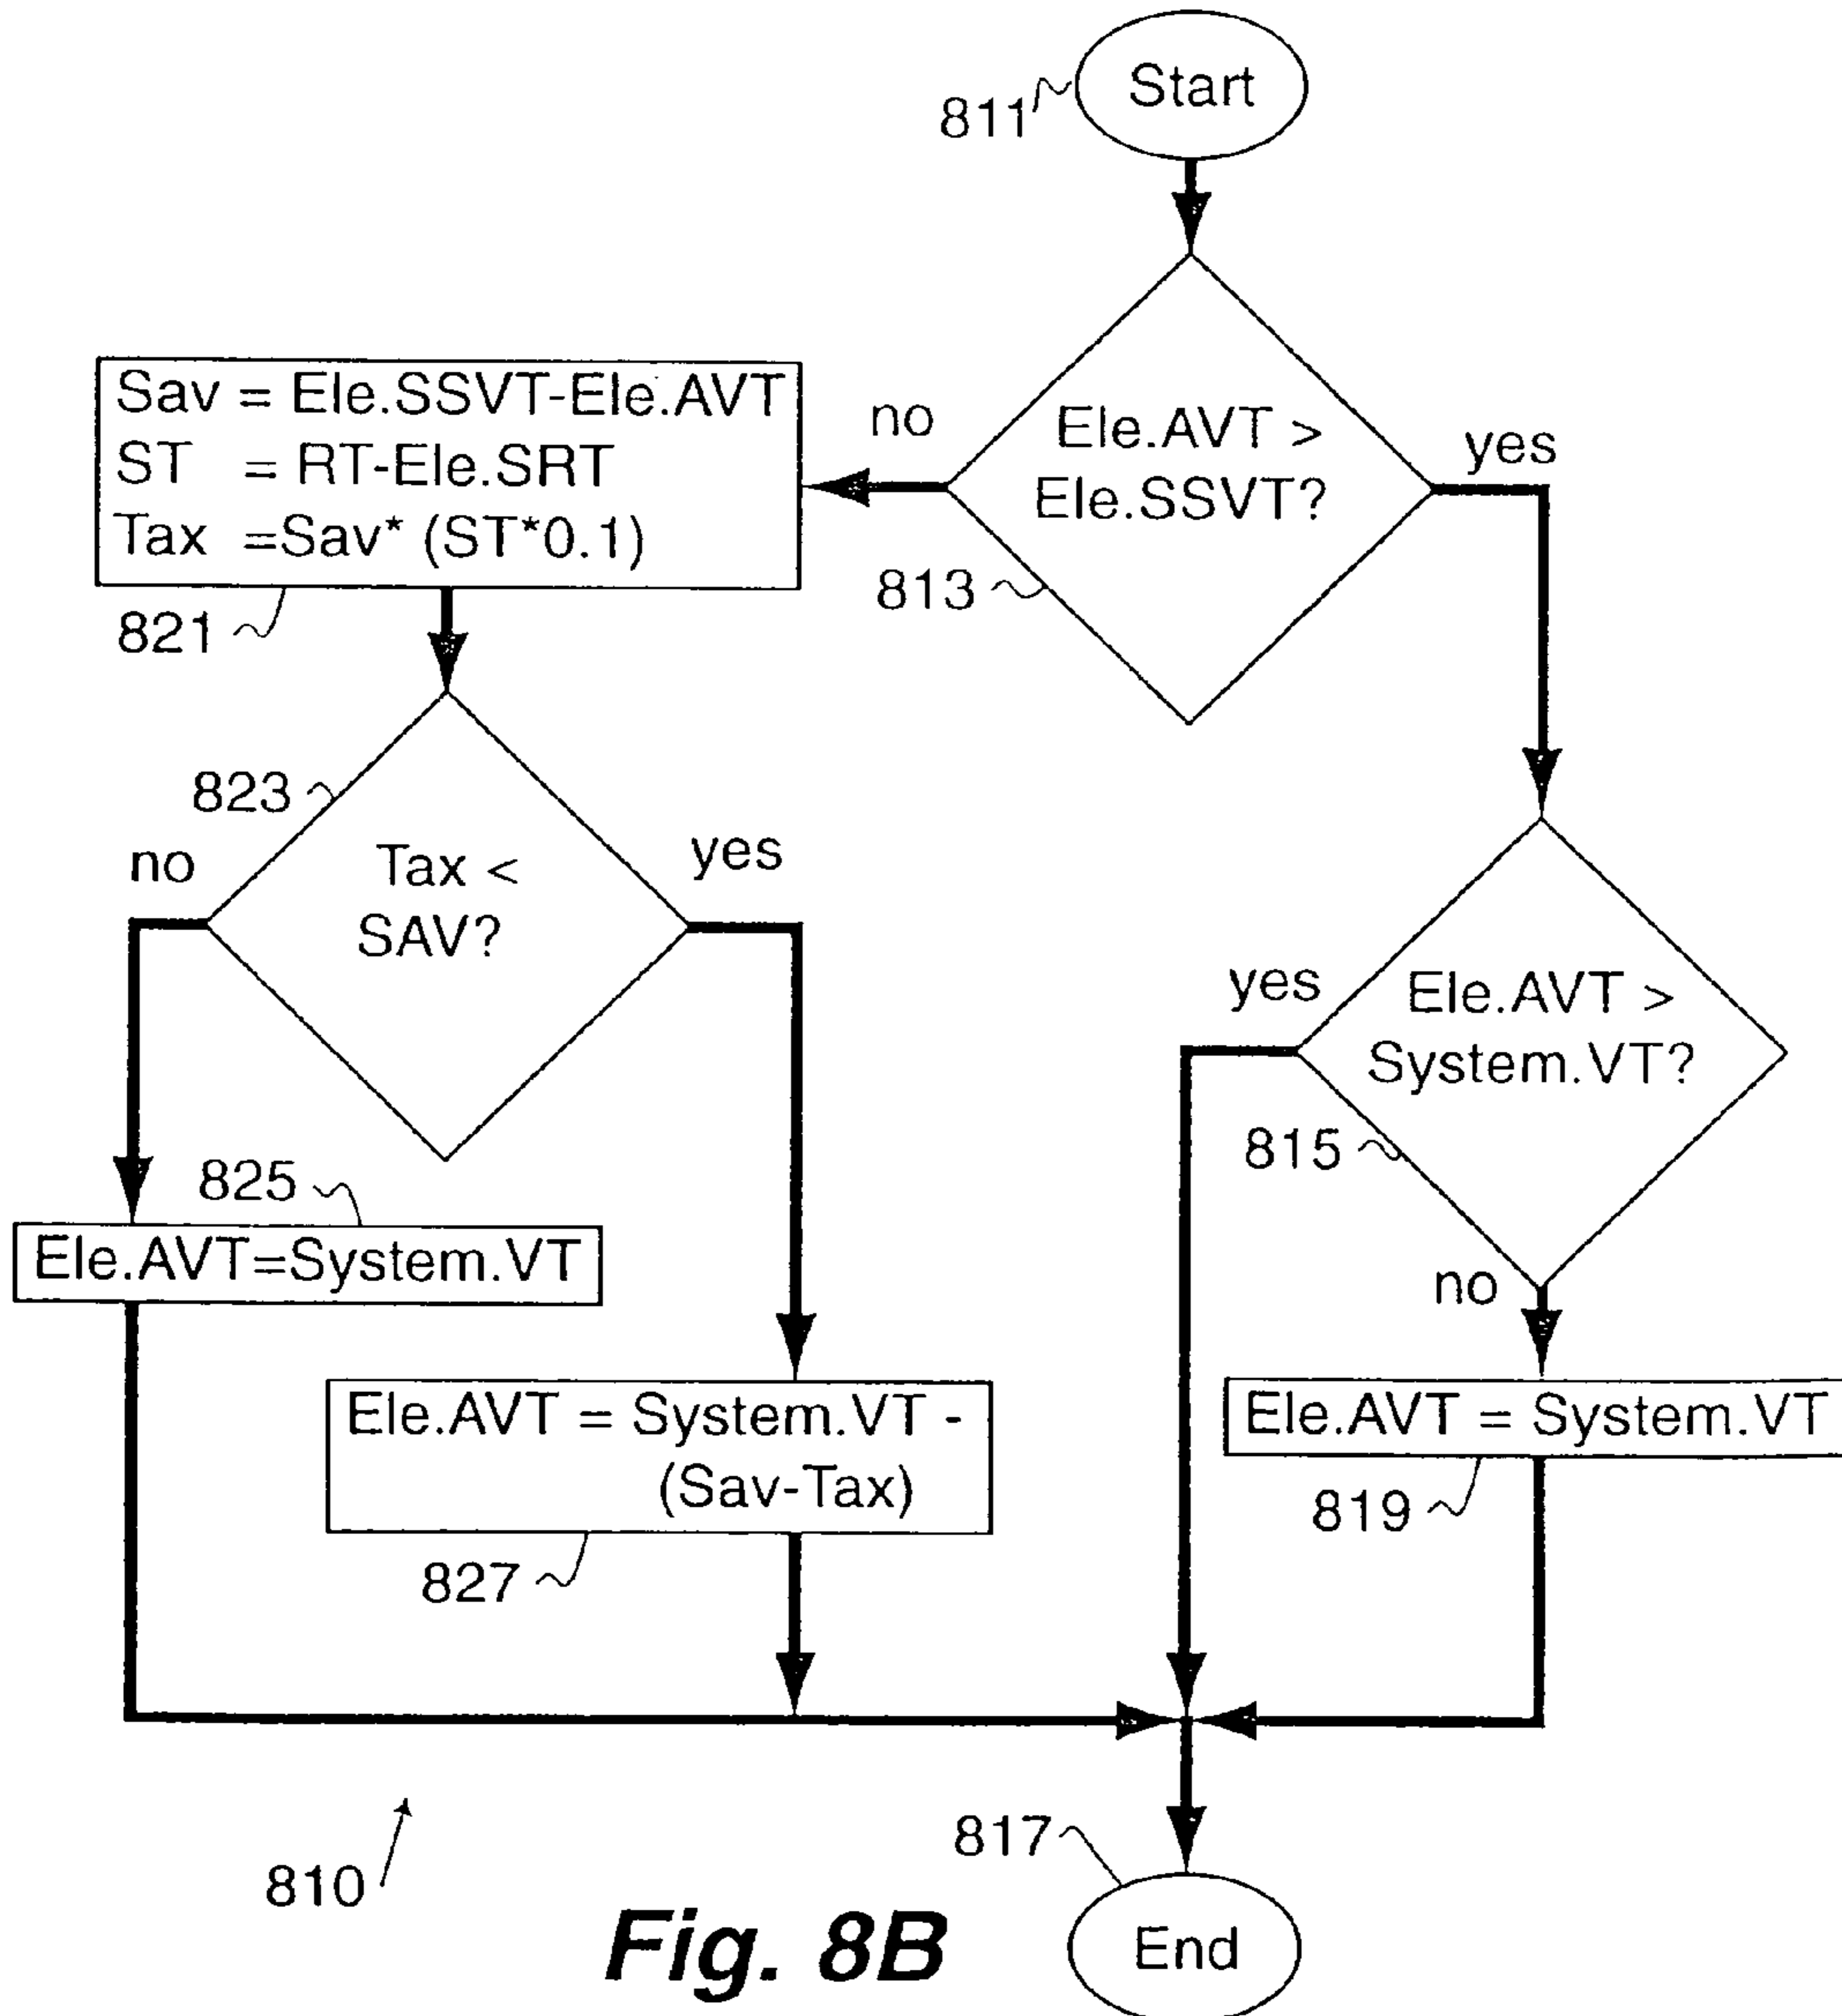 Start
811
Ele.AVT >
Ele.SSVT?
813
no
yes
Sav = Ele.SSVT-Ele.AVT
ST = RT-Ele.SRT
Tax =Sav* (ST*0.1)
821
823
Tax <
SAV?
no
yes
Ele.AVT >
System.VT?
yes
815
no
825
Ele.AVT=System.VT
Ele.AVT = System.VT -
(Sav-Tax)
827
Ele.AVT = System.VT
819
817
End
810
Fig. 8B